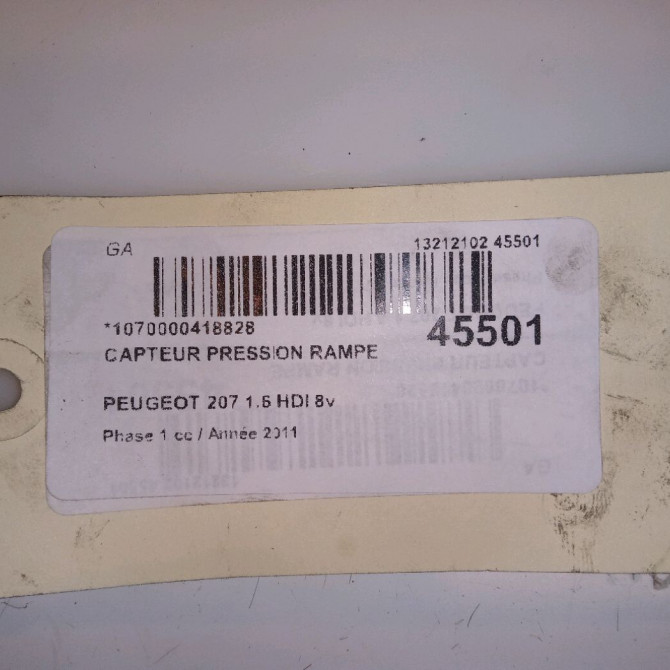 GA
13212102 45501
*1070000418828
45501
CAPTEUR PRESSION RAMPE
PEUGEOT 207 1.6 HDI 8v
Phase 1 cc / Année 2011